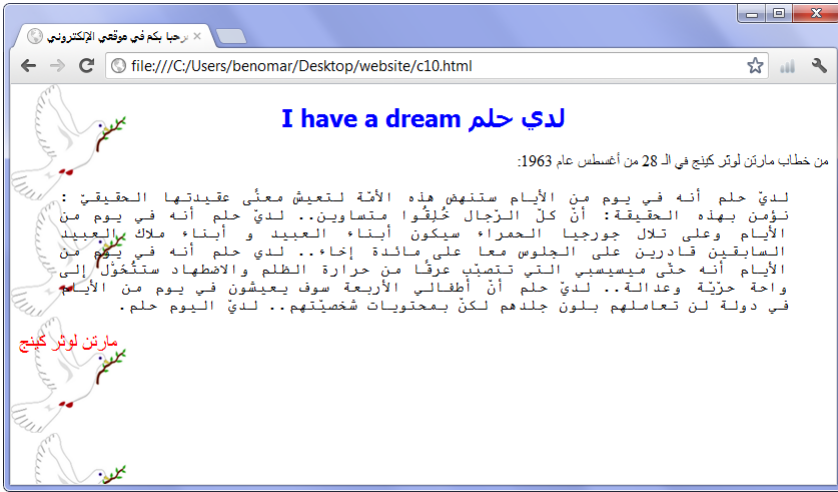 مرحبا بكم في موقعي الإلكتروني
file:///C:/Users/benomar/Desktop/website/c10.html
لدي حلم I have a dream
من خطاب مارتن لوثر كينج في الـ 28 من أغسطس عام 1963:
لديّ حلم أنه في يوم من الأيام ستنهض هذه الأمّة لتعيش معنًى عقيدتها الحقيقيّ :
نؤمن بهذه الحقيقة: أنّ كلّ الرّجال خُلِقُوا متساوين.. لديّ حلم أنه في يوم من
الأيام وعلى تلال جورجيا الحمراء سيكون أبناء العبيد و أبناء ملاك العبيد
السابقين قادرين على الجلوس معا على مائدة إخاء.. لدي حلم أنه في يوم من
الأيام أنه حتّى ميسيسبي التي تتصبّب عرقًا من حرارة الظلم والاضطهاد ستتُحَوْل إلى
واحة حرّيّة وعدالة.. لديّ حلم أنّ أطفالي الأربعة سوف يعيشون في يوم من الأيام
في دولة لن تعاملهم بلون جلدهم لكنّ بمحتويات شخصيّتهم.. لديّ اليوم حلم.
مارتن لوثر كينج